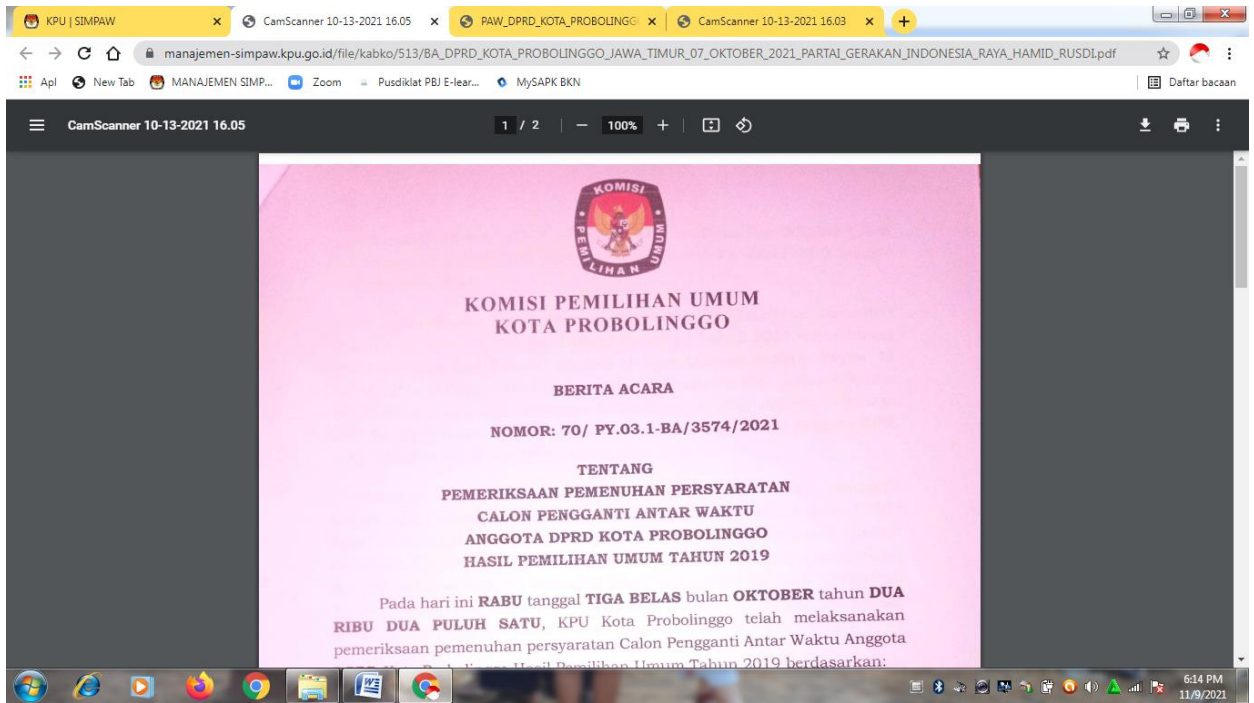 KPU | SIMPAW
CamScanner 10-13-2021 16.05
PAW_DPRD_KOTA_PROBOLINGG
CamScanner 10-13-2021 16.03
manajemen-simpaw.kpu.go.id/file/kabko/513/BA_DPRD_KOTA_PROBOLINGGO_JAWA_TIMUR_07_OKTOBER_2021_PARTAI_GERAKAN_INDONESIA_RAYA_HAMID_RUSDI.pdf
Apl New Tab MANAJEMEN SIMP... Zoom Pusdiklat PBJ E-lear... MySAPK BKN Daftar bacaan
CamScanner 10-13-2021 16.05 1 / 2 100%
KOMISI
PEMILIHAN UMUM
KOMISI PEMILIHAN UMUM
KOTA PROBOLINGGO
BERITA ACARA
NOMOR: 70/ PY.03.1-BA/3574/2021
TENTANG
PEMERIKSAAN PEMENUHAN PERSYARATAN
CALON PENGGANTI ANTAR WAKTU
ANGGOTA DPRD KOTA PROBOLINGGO
HASIL PEMILIHAN UMUM TAHUN 2019
Pada hari ini RABU tanggal TIGA BELAS bulan OKTOBER tahun DUA
RIBU DUA PULUH SATU, KPU Kota Probolinggo telah melaksanakan
pemeriksaan pemenuhan persyaratan Calon Pengganti Antar Waktu Anggota
Hasil Pemilihan Umum Tahun 2019 berdasarkan:
6:14 PM
11/9/2021